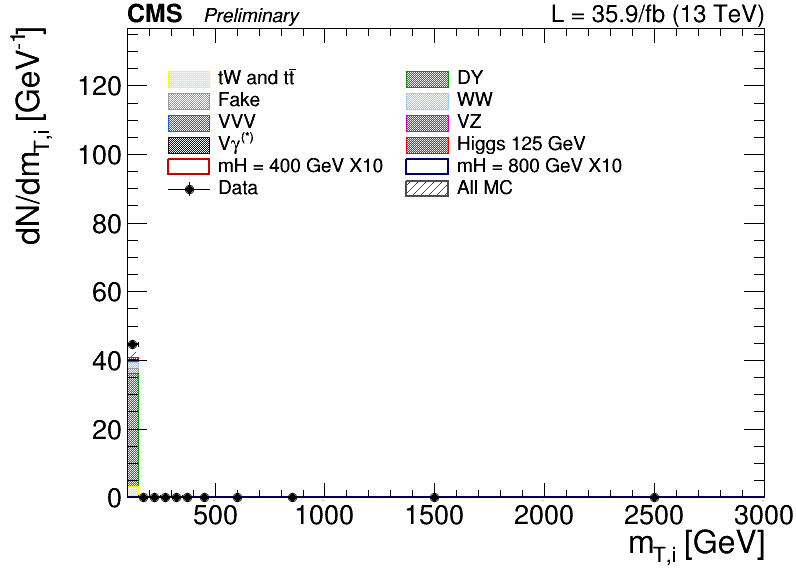 CMS Preliminary L = 35.9/fb (13 TeV)
dN/dm_{T,i} [GeV^{-1}]
120
100
80
60
40
20
0
tW and tt̄ DY
Fake WW
VVV VZ
Vγ^{(*)} Higgs 125 GeV
mH = 400 GeV X10 mH = 800 GeV X10
Data All MC
500 1000 1500 2000 2500 3000
m_{T,i} [GeV]